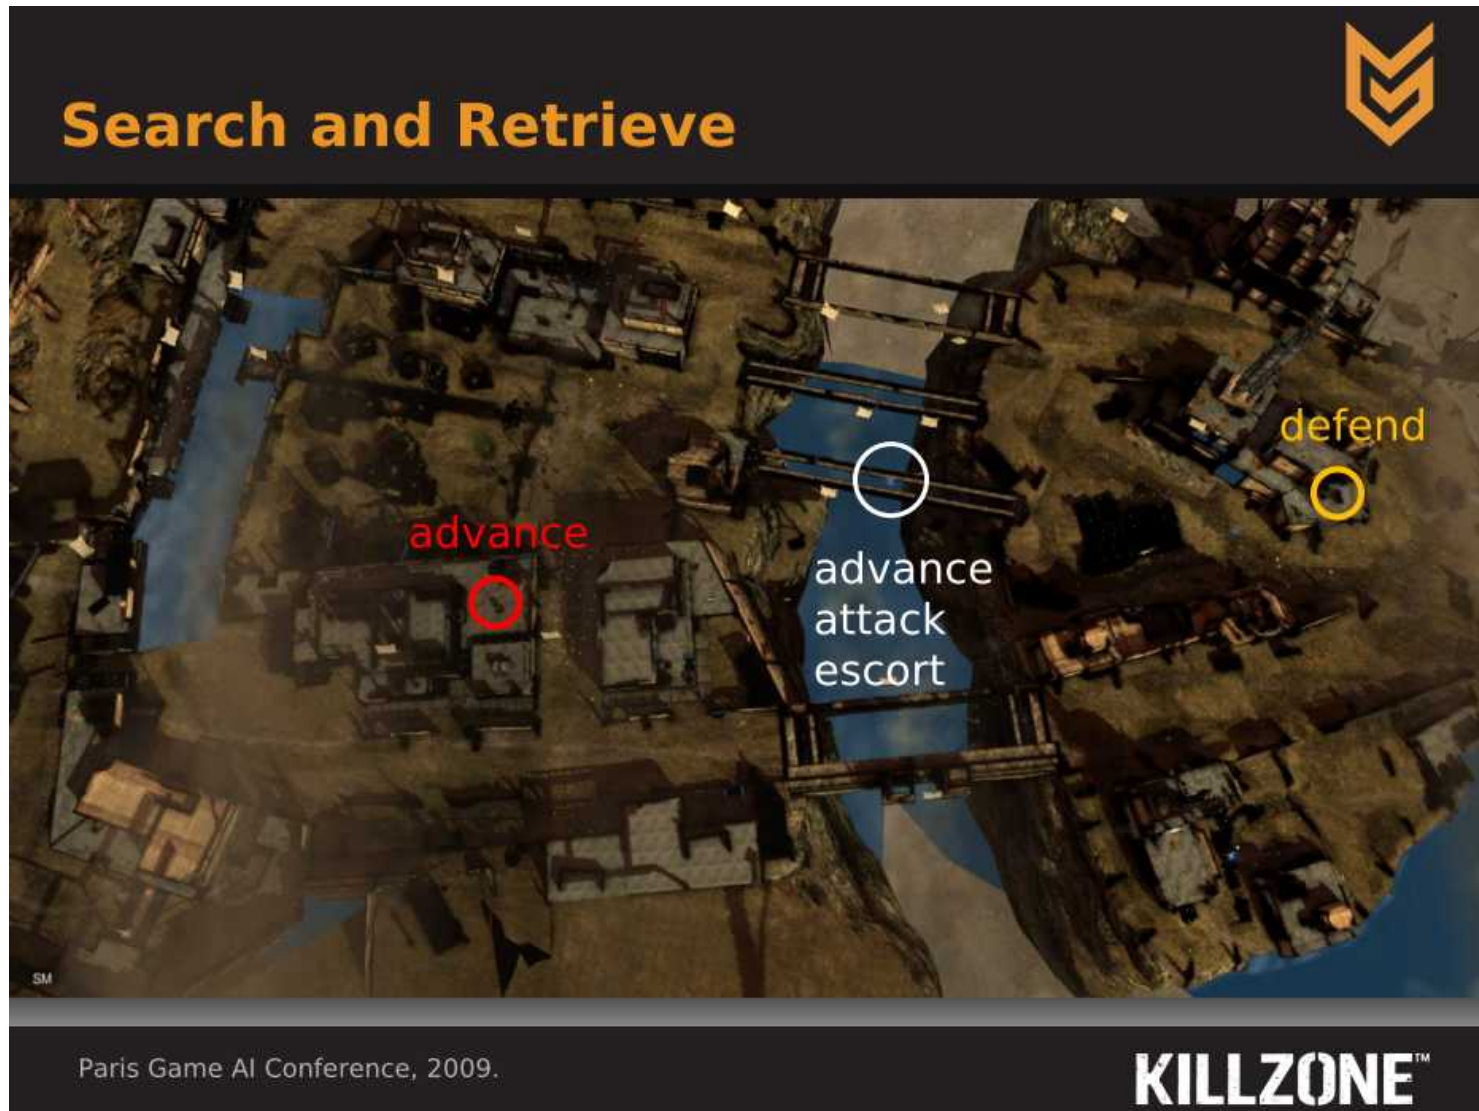 Search and Retrieve
defend
advance
advance
attack
escort
SM
Paris Game AI Conference, 2009.
KILLZONE™